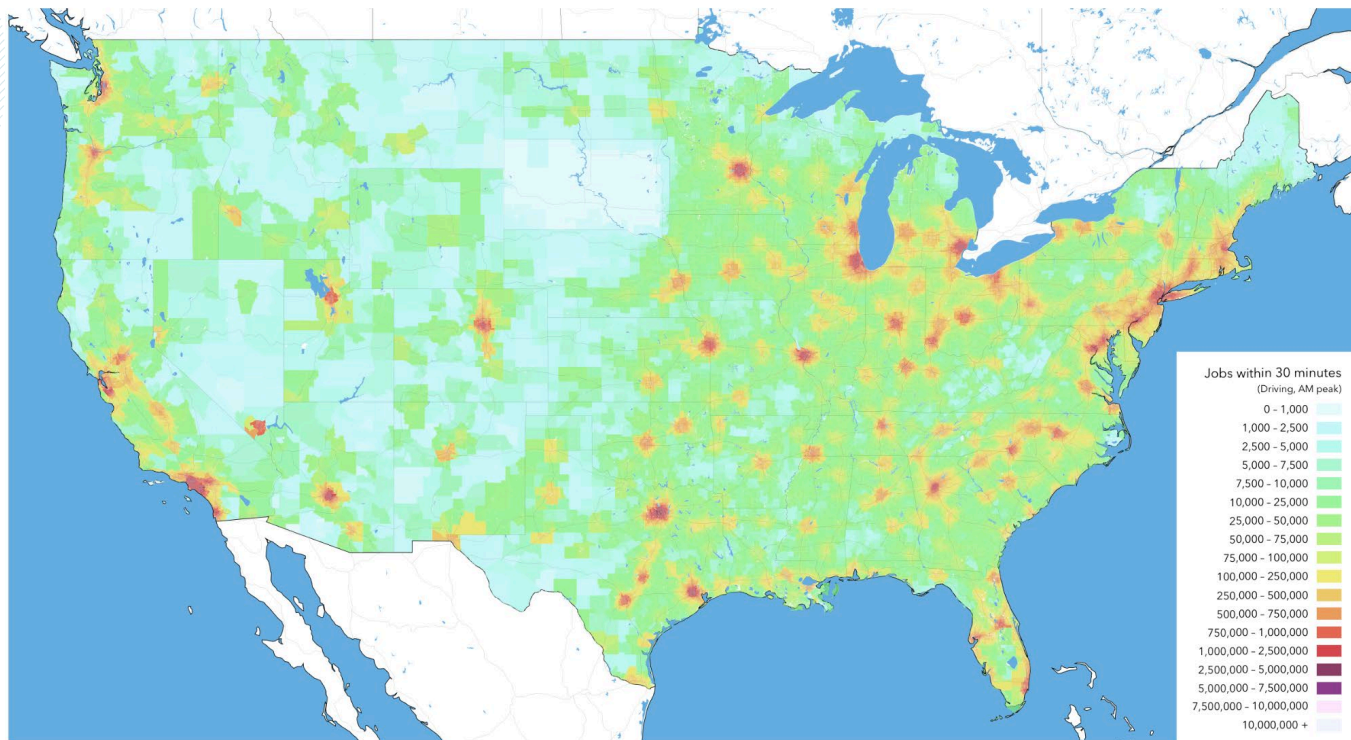 Jobs within 30 minutes
(Driving, AM peak)
0 – 1,000
1,000 – 2,500
2,500 – 5,000
5,000 – 7,500
7,500 – 10,000
10,000 – 25,000
25,000 – 50,000
50,000 – 75,000
75,000 – 100,000
100,000 – 250,000
250,000 – 500,000
500,000 – 750,000
750,000 – 1,000,000
1,000,000 – 2,500,000
2,500,000 – 5,000,000
5,000,000 – 7,500,000
7,500,000 – 10,000,000
10,000,000 +